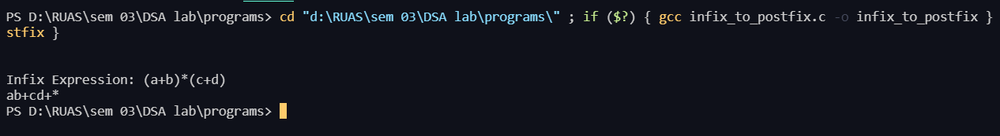 PS D:\RUAS\sem 03\DSA lab\programs> cd "d:\RUAS\sem 03\DSA lab\programs\" ; if ($?) { gcc infix_to_postfix.c -o infix_to_postfix }
stfix }
Infix Expression: (a+b)*(c+d)
ab+cd+*
PS D:\RUAS\sem 03\DSA lab\programs>